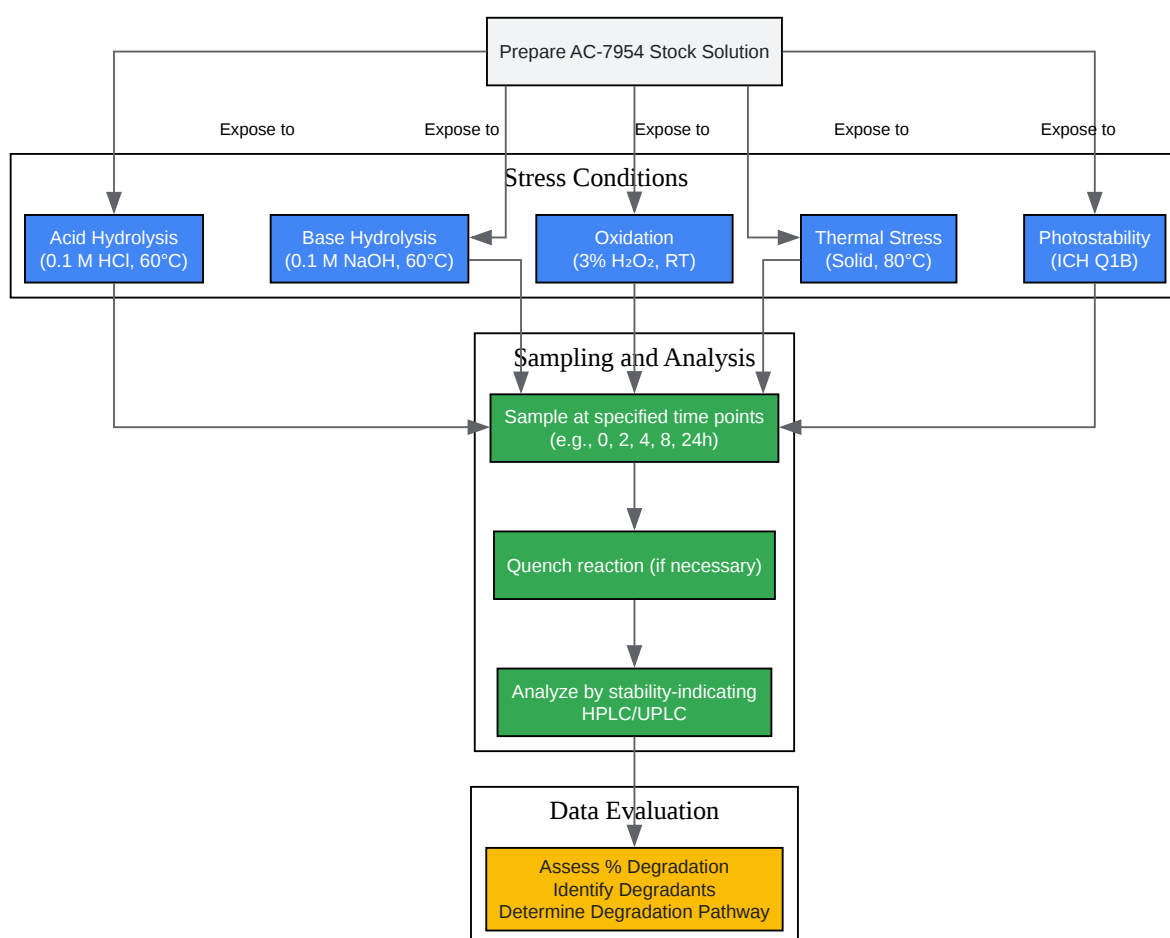 Prepare AC-7954 Stock Solution
Expose to
Expose to
Expose to
Expose to
Expose to
Stress Conditions
Acid Hydrolysis
(0.1 M HCl, 60°C)
Base Hydrolysis
(0.1 M NaOH, 60°C)
Oxidation
(3% H₂O₂, RT)
Thermal Stress
(Solid, 80°C)
Photostability
(ICH Q1B)
Sampling and Analysis
Sample at specified time points
(e.g., 0, 2, 4, 8, 24h)
Quench reaction (if necessary)
Analyze by stability-indicating
HPLC/UPLC
Data Evaluation
Assess % Degradation
Identify Degradants
Determine Degradation Pathway